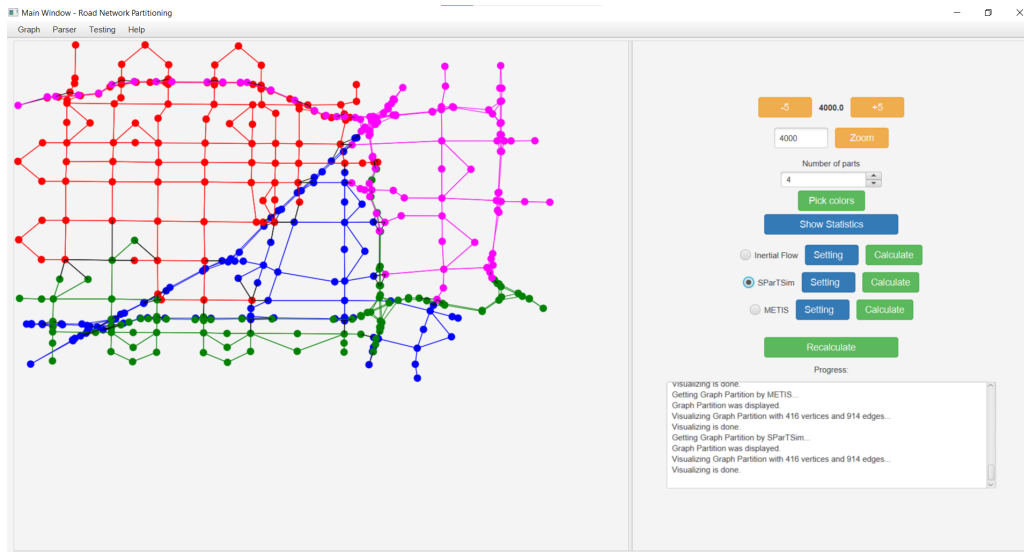 Main Window - Road Network Partitioning
Graph Parser Testing Help
-5 4000.0 +5
4000 Zoom
Number of parts
4
Pick colors
Show Statistics
Inertial Flow Setting Calculate
SParTSim Setting Calculate
METIS Setting Calculate
Recalculate
Progress:
Visualizing is done.
Getting Graph Partition by METIS...
Graph Partition was displayed.
Visualizing Graph Partition with 416 vertices and 914 edges...
Visualizing is done.
Getting Graph Partition by SParTSim...
Graph Partition was displayed.
Visualizing Graph Partition with 416 vertices and 914 edges...
Visualizing is done.